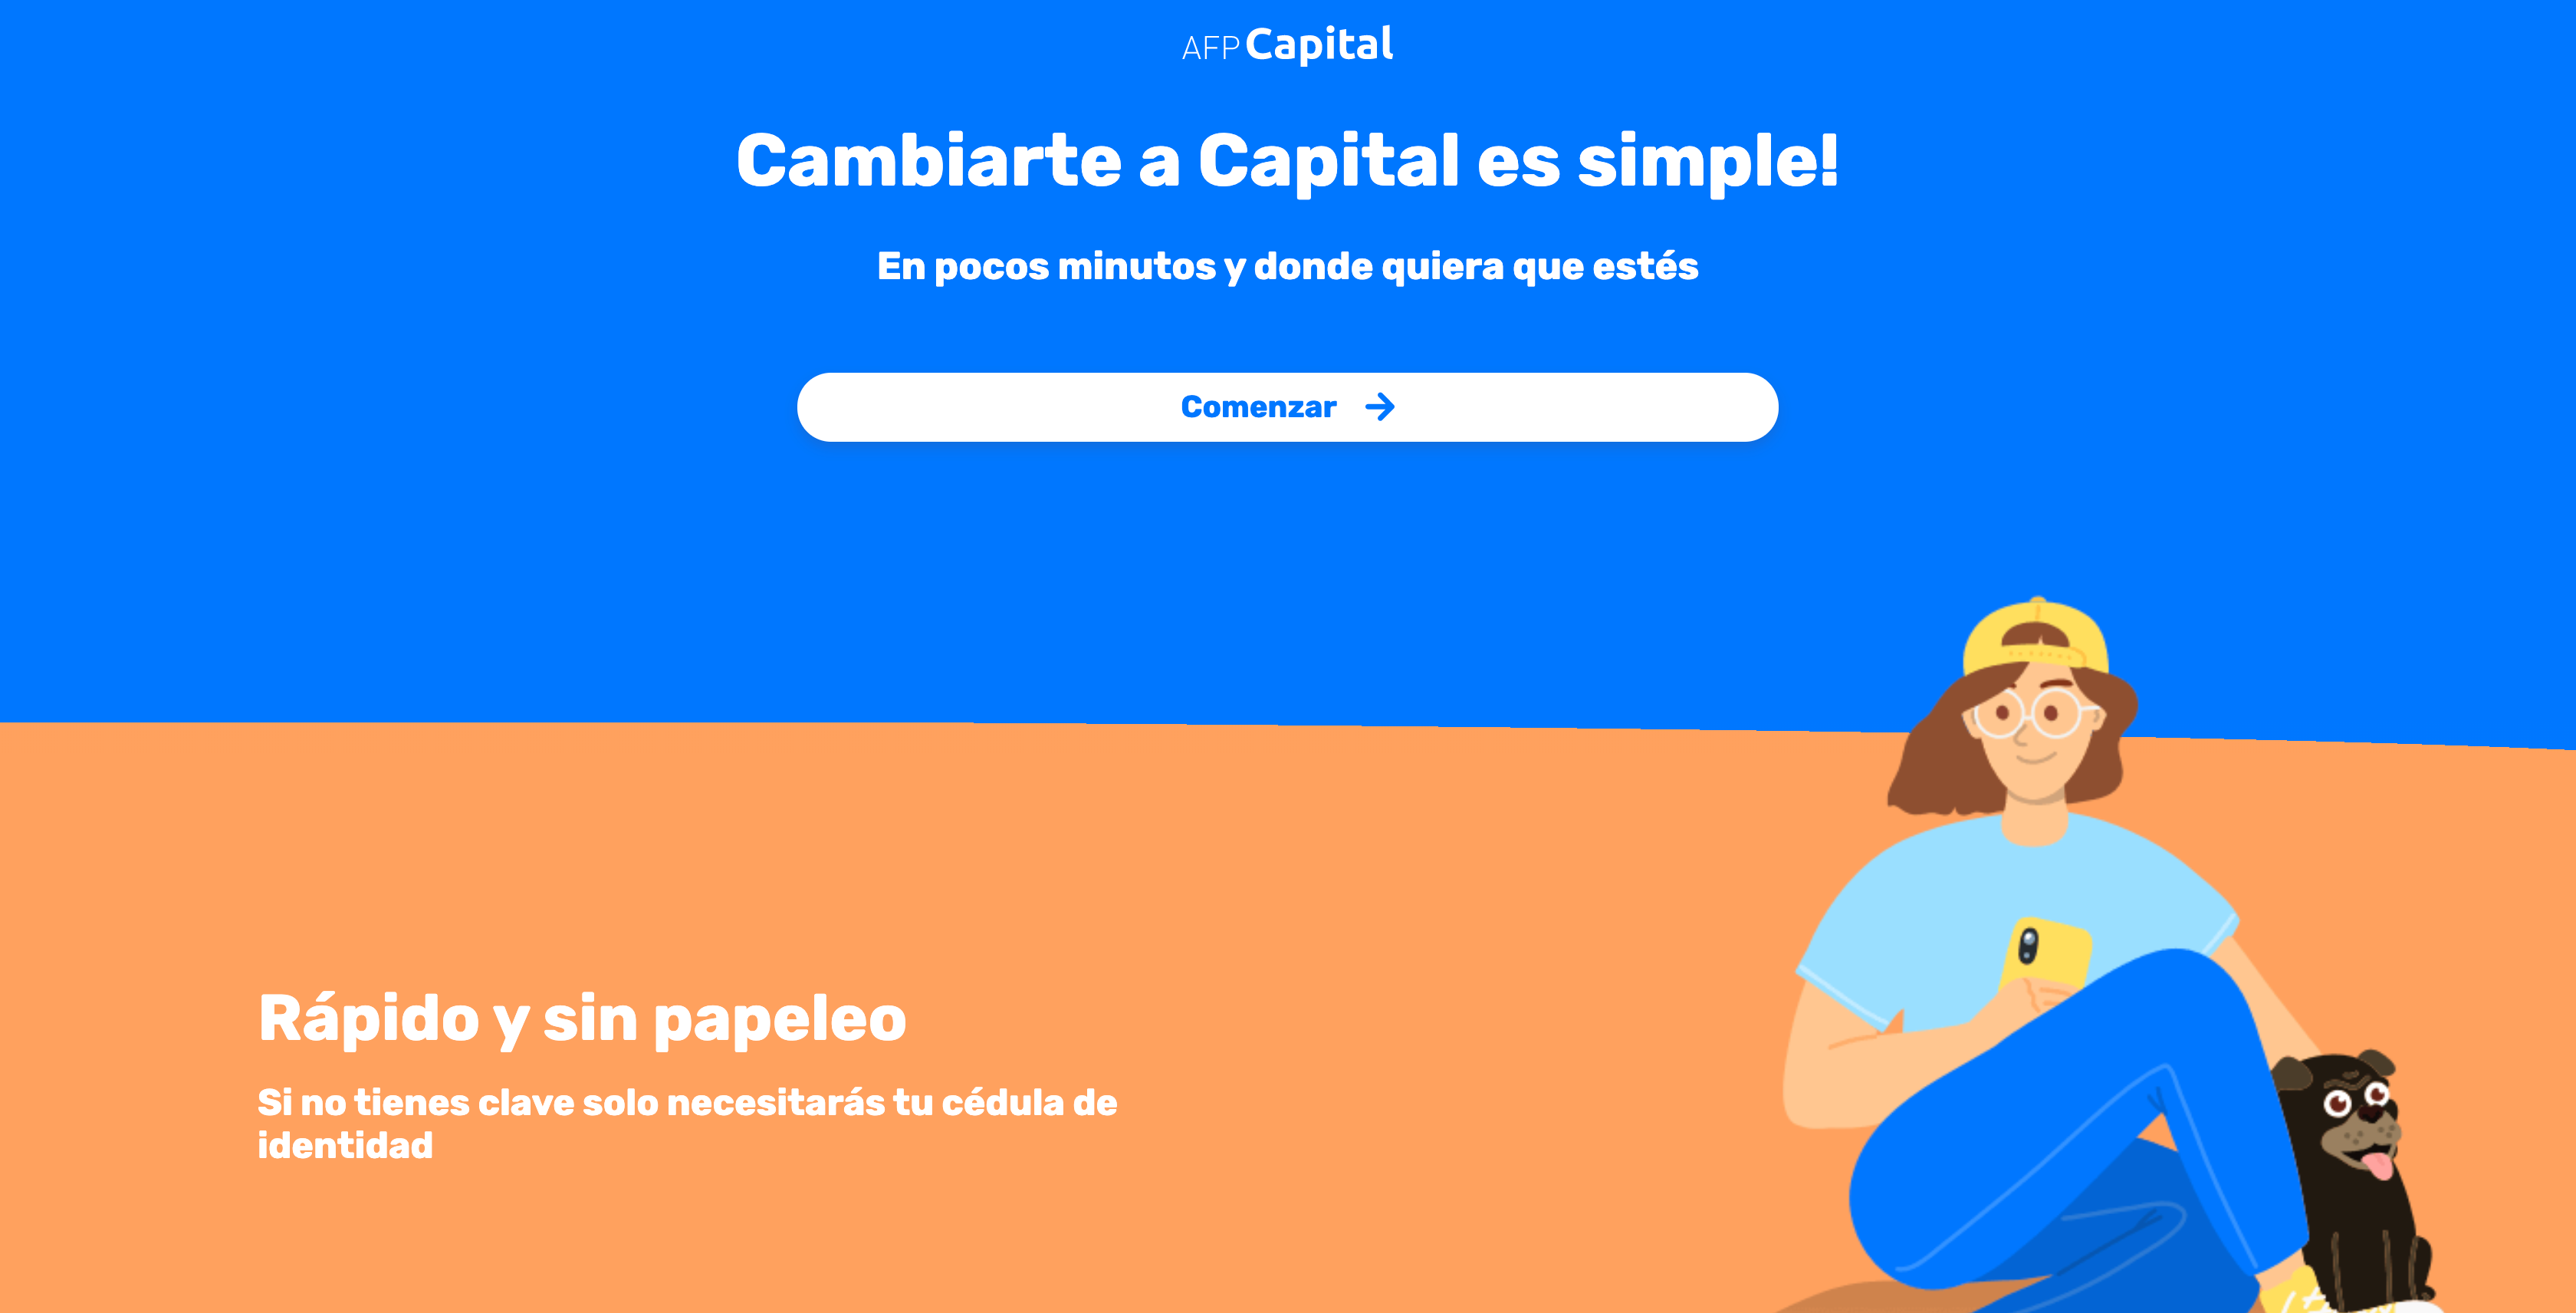 AFP Capital
Cambiarte a Capital es simple!
En pocos minutos y donde quiera que estés
Comenzar
Rápido y sin papeleo
Si no tienes clave solo necesitarás tu cédula de
identidad